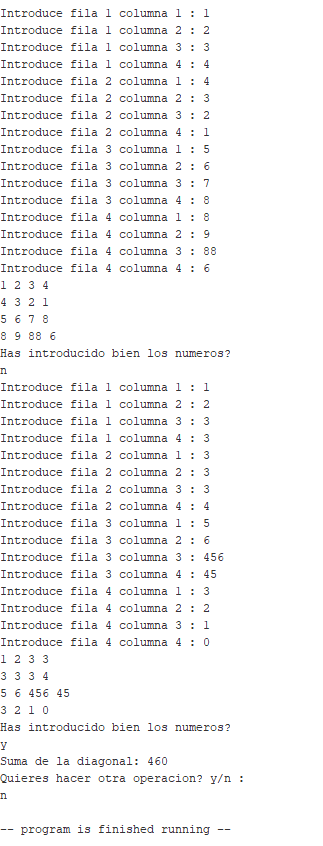 Introduce fila 1 columna 1 : 1
Introduce fila 1 columna 2 : 2
Introduce fila 1 columna 3 : 3
Introduce fila 1 columna 4 : 4
Introduce fila 2 columna 1 : 4
Introduce fila 2 columna 2 : 3
Introduce fila 2 columna 3 : 2
Introduce fila 2 columna 4 : 1
Introduce fila 3 columna 1 : 5
Introduce fila 3 columna 2 : 6
Introduce fila 3 columna 3 : 7
Introduce fila 3 columna 4 : 8
Introduce fila 4 columna 1 : 8
Introduce fila 4 columna 2 : 9
Introduce fila 4 columna 3 : 88
Introduce fila 4 columna 4 : 6
1 2 3 4
4 3 2 1
5 6 7 8
8 9 88 6
Has introducido bien los numeros?
n
Introduce fila 1 columna 1 : 1
Introduce fila 1 columna 2 : 2
Introduce fila 1 columna 3 : 3
Introduce fila 1 columna 4 : 3
Introduce fila 2 columna 1 : 3
Introduce fila 2 columna 2 : 3
Introduce fila 2 columna 3 : 3
Introduce fila 2 columna 4 : 4
Introduce fila 3 columna 1 : 5
Introduce fila 3 columna 2 : 6
Introduce fila 3 columna 3 : 456
Introduce fila 3 columna 4 : 45
Introduce fila 4 columna 1 : 3
Introduce fila 4 columna 2 : 2
Introduce fila 4 columna 3 : 1
Introduce fila 4 columna 4 : 0
1 2 3 3
3 3 3 4
5 6 456 45
3 2 1 0
Has introducido bien los numeros?
y
Suma de la diagonal: 460
Quieres hacer otra operacion? y/n :
n
-- program is finished running --